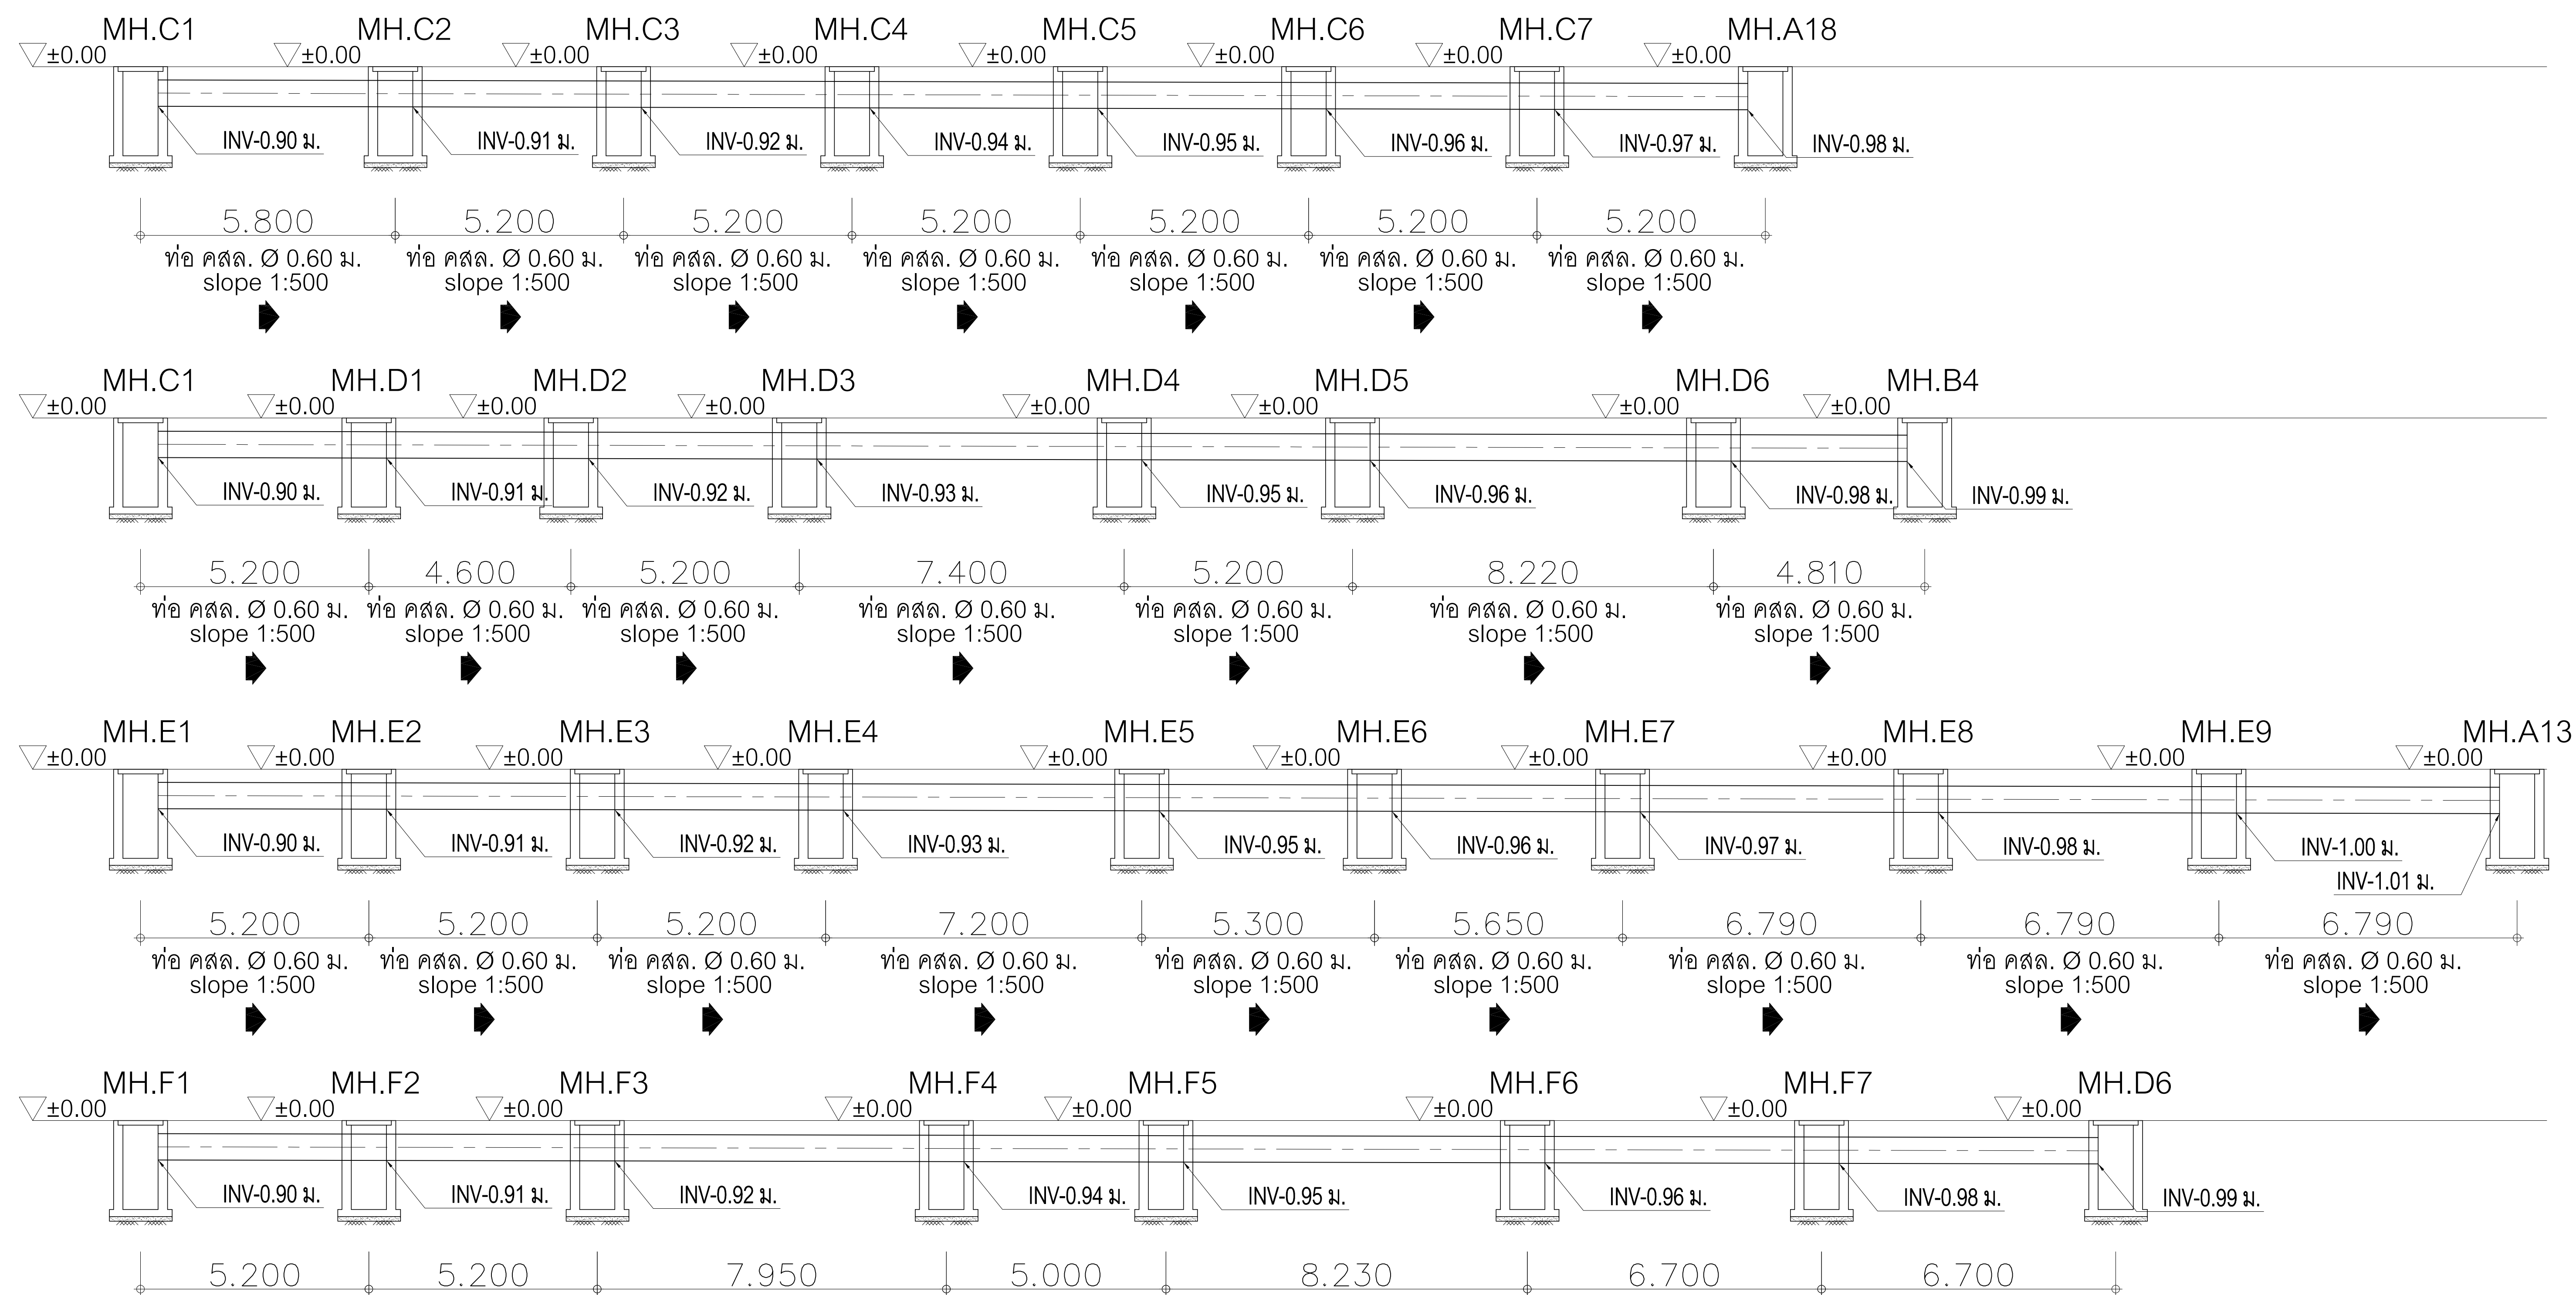 MH.C1 MH.C2 MH.C3 MH.C4 MH.C5 MH.C6 MH.C7 MH.A18
±0.00 ±0.00 ±0.00 ±0.00 ±0.00 ±0.00 ±0.00 ±0.00
INV-0.90 ม. INV-0.91 ม. INV-0.92 ม. INV-0.94 ม. INV-0.95 ม. INV-0.96 ม. INV-0.97 ม. INV-0.98 ม.
5.800 5.200 5.200 5.200 5.200 5.200 5.200
ท่อ คสล. Ø 0.60 ม. ท่อ คสล. Ø 0.60 ม. ท่อ คสล. Ø 0.60 ม. ท่อ คสล. Ø 0.60 ม. ท่อ คสล. Ø 0.60 ม. ท่อ คสล. Ø 0.60 ม. ท่อ คสล. Ø 0.60 ม.
slope 1:500 slope 1:500 slope 1:500 slope 1:500 slope 1:500 slope 1:500 slope 1:500
MH.C1 MH.D1 MH.D2 MH.D3 MH.D4 MH.D5 MH.D6 MH.B4
±0.00 ±0.00 ±0.00 ±0.00 ±0.00 ±0.00 ±0.00 ±0.00
INV-0.90 ม. INV-0.91 ม. INV-0.92 ม. INV-0.93 ม. INV-0.95 ม. INV-0.96 ม. INV-0.98 ม. INV-0.99 ม.
5.200 4.600 5.200 7.400 5.200 8.220 4.810
ท่อ คสล. Ø 0.60 ม. ท่อ คสล. Ø 0.60 ม. ท่อ คสล. Ø 0.60 ม. ท่อ คสล. Ø 0.60 ม. ท่อ คสล. Ø 0.60 ม. ท่อ คสล. Ø 0.60 ม. ท่อ คสล. Ø 0.60 ม.
slope 1:500 slope 1:500 slope 1:500 slope 1:500 slope 1:500 slope 1:500 slope 1:500
MH.E1 MH.E2 MH.E3 MH.E4 MH.E5 MH.E6 MH.E7 MH.E8 MH.E9 MH.A13
±0.00 ±0.00 ±0.00 ±0.00 ±0.00 ±0.00 ±0.00 ±0.00 ±0.00 ±0.00
INV-0.90 ม. INV-0.91 ม. INV-0.92 ม. INV-0.93 ม. INV-0.95 ม. INV-0.96 ม. INV-0.97 ม. INV-0.98 ม. INV-1.00 ม.
INV-1.01 ม.
5.200 5.200 5.200 7.200 5.300 5.650 6.790 6.790 6.790
ท่อ คสล. Ø 0.60 ม. ท่อ คสล. Ø 0.60 ม. ท่อ คสล. Ø 0.60 ม. ท่อ คสล. Ø 0.60 ม. ท่อ คสล. Ø 0.60 ม. ท่อ คสล. Ø 0.60 ม. ท่อ คสล. Ø 0.60 ม. ท่อ คสล. Ø 0.60 ม. ท่อ คสล. Ø 0.60 ม.
slope 1:500 slope 1:500 slope 1:500 slope 1:500 slope 1:500 slope 1:500 slope 1:500 slope 1:500 slope 1:500
MH.F1 MH.F2 MH.F3 MH.F4 MH.F5 MH.F6 MH.F7 MH.D6
±0.00 ±0.00 ±0.00 ±0.00 ±0.00 ±0.00 ±0.00 ±0.00
INV-0.90 ม. INV-0.91 ม. INV-0.92 ม. INV-0.94 ม. INV-0.95 ม. INV-0.96 ม. INV-0.98 ม. INV-0.99 ม.
5.200 5.200 7.950 5.000 8.230 6.700 6.700